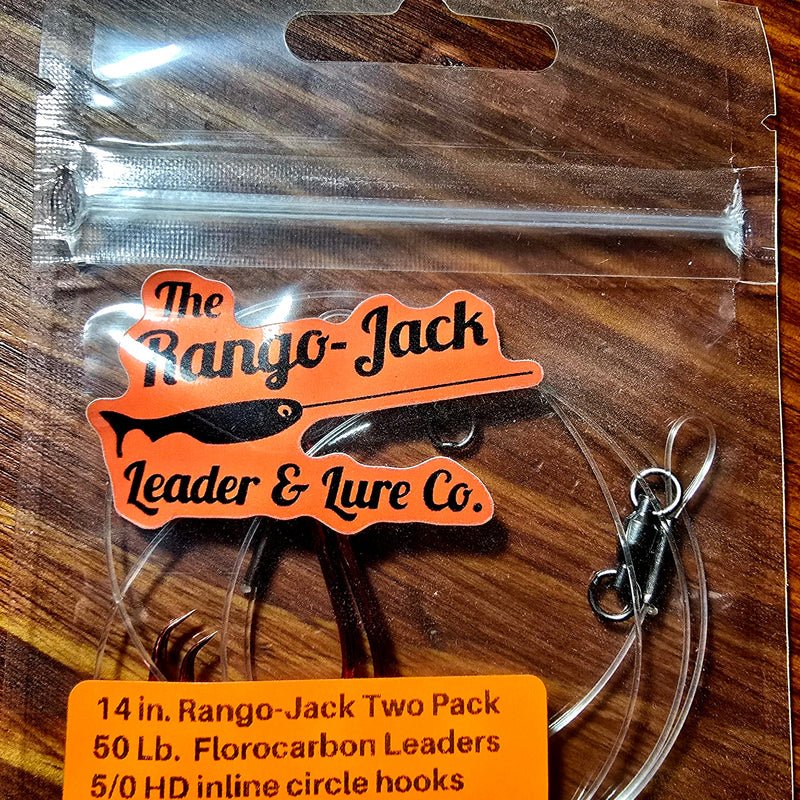 The
Rango-Jack
Leader & Lure Co.
14 in. Rango-Jack Two Pack
50 Lb. Florocarbon Leaders
5/0 HD inline circle hooks